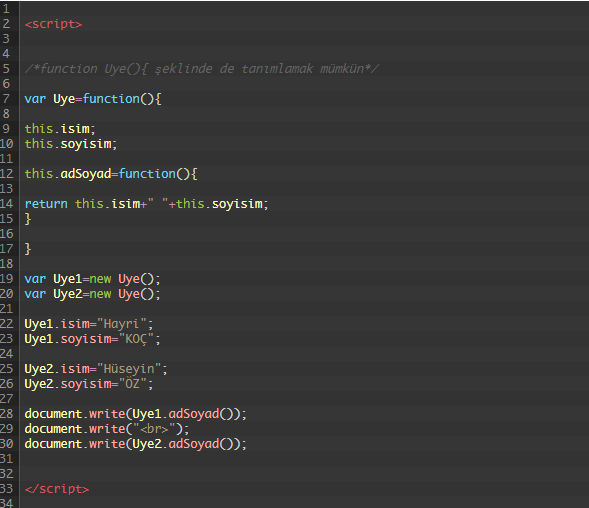 1
2 <script>
3
4
5 /*function Uye(){ şeklinde de tanımlamak mümkün*/
6
7 var Uye=function(){
8
9 this.isim;
10 this.soyisim;
11
12 this.adSoyad=function(){
13
14 return this.isim+" "+this.soyisim;
15 }
16
17 }
18
19 var Uye1=new Uye();
20 var Uye2=new Uye();
21
22 Uye1.isim="Hayri";
23 Uye1.soyisim="KOÇ";
24
25 Uye2.isim="Hüseyin";
26 Uye2.soyisim="ÖZ";
27
28 document.write(Uye1.adSoyad());
29 document.write("<br>");
30 document.write(Uye2.adSoyad());
31
32
33 </script>
34